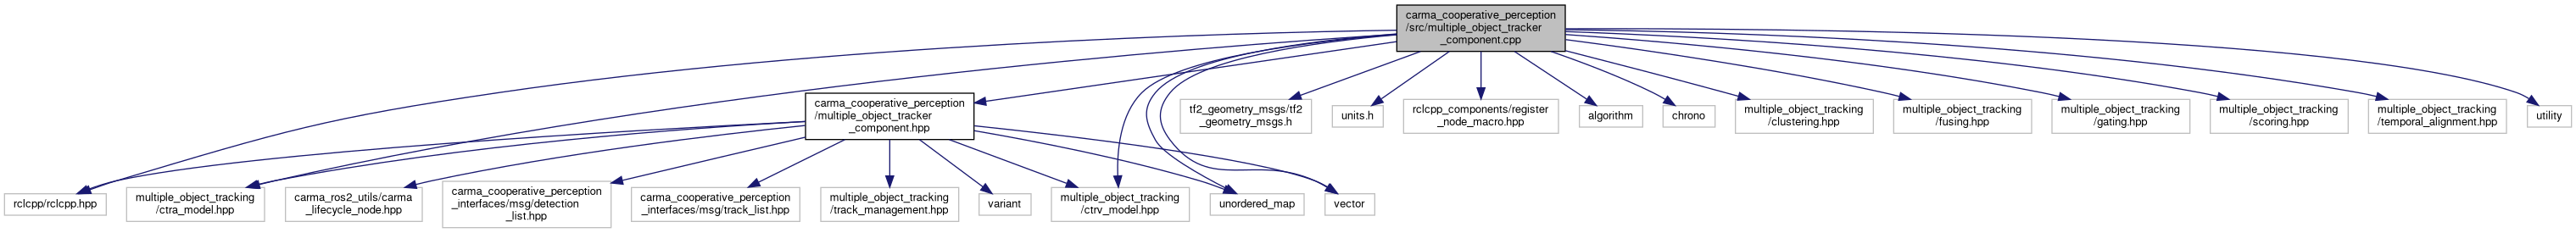 carma_cooperative_perception
/src/multiple_object_tracker
_component.cpp
carma_cooperative_perception
/multiple_object_tracker
_component.hpp
tf2_geometry_msgs/tf2
_geometry_msgs.h
units.h
rclcpp_components/register
_node_macro.hpp
algorithm
chrono
multiple_object_tracking
/clustering.hpp
multiple_object_tracking
/fusing.hpp
multiple_object_tracking
/gating.hpp
multiple_object_tracking
/scoring.hpp
multiple_object_tracking
/temporal_alignment.hpp
utility
rclcpp/rclcpp.hpp
multiple_object_tracking
/ctra_model.hpp
carma_ros2_utils/carma
_lifecycle_node.hpp
carma_cooperative_perception
_interfaces/msg/detection
_list.hpp
carma_cooperative_perception
_interfaces/msg/track_list.hpp
multiple_object_tracking
/track_management.hpp
variant
multiple_object_tracking
/ctrv_model.hpp
unordered_map
vector